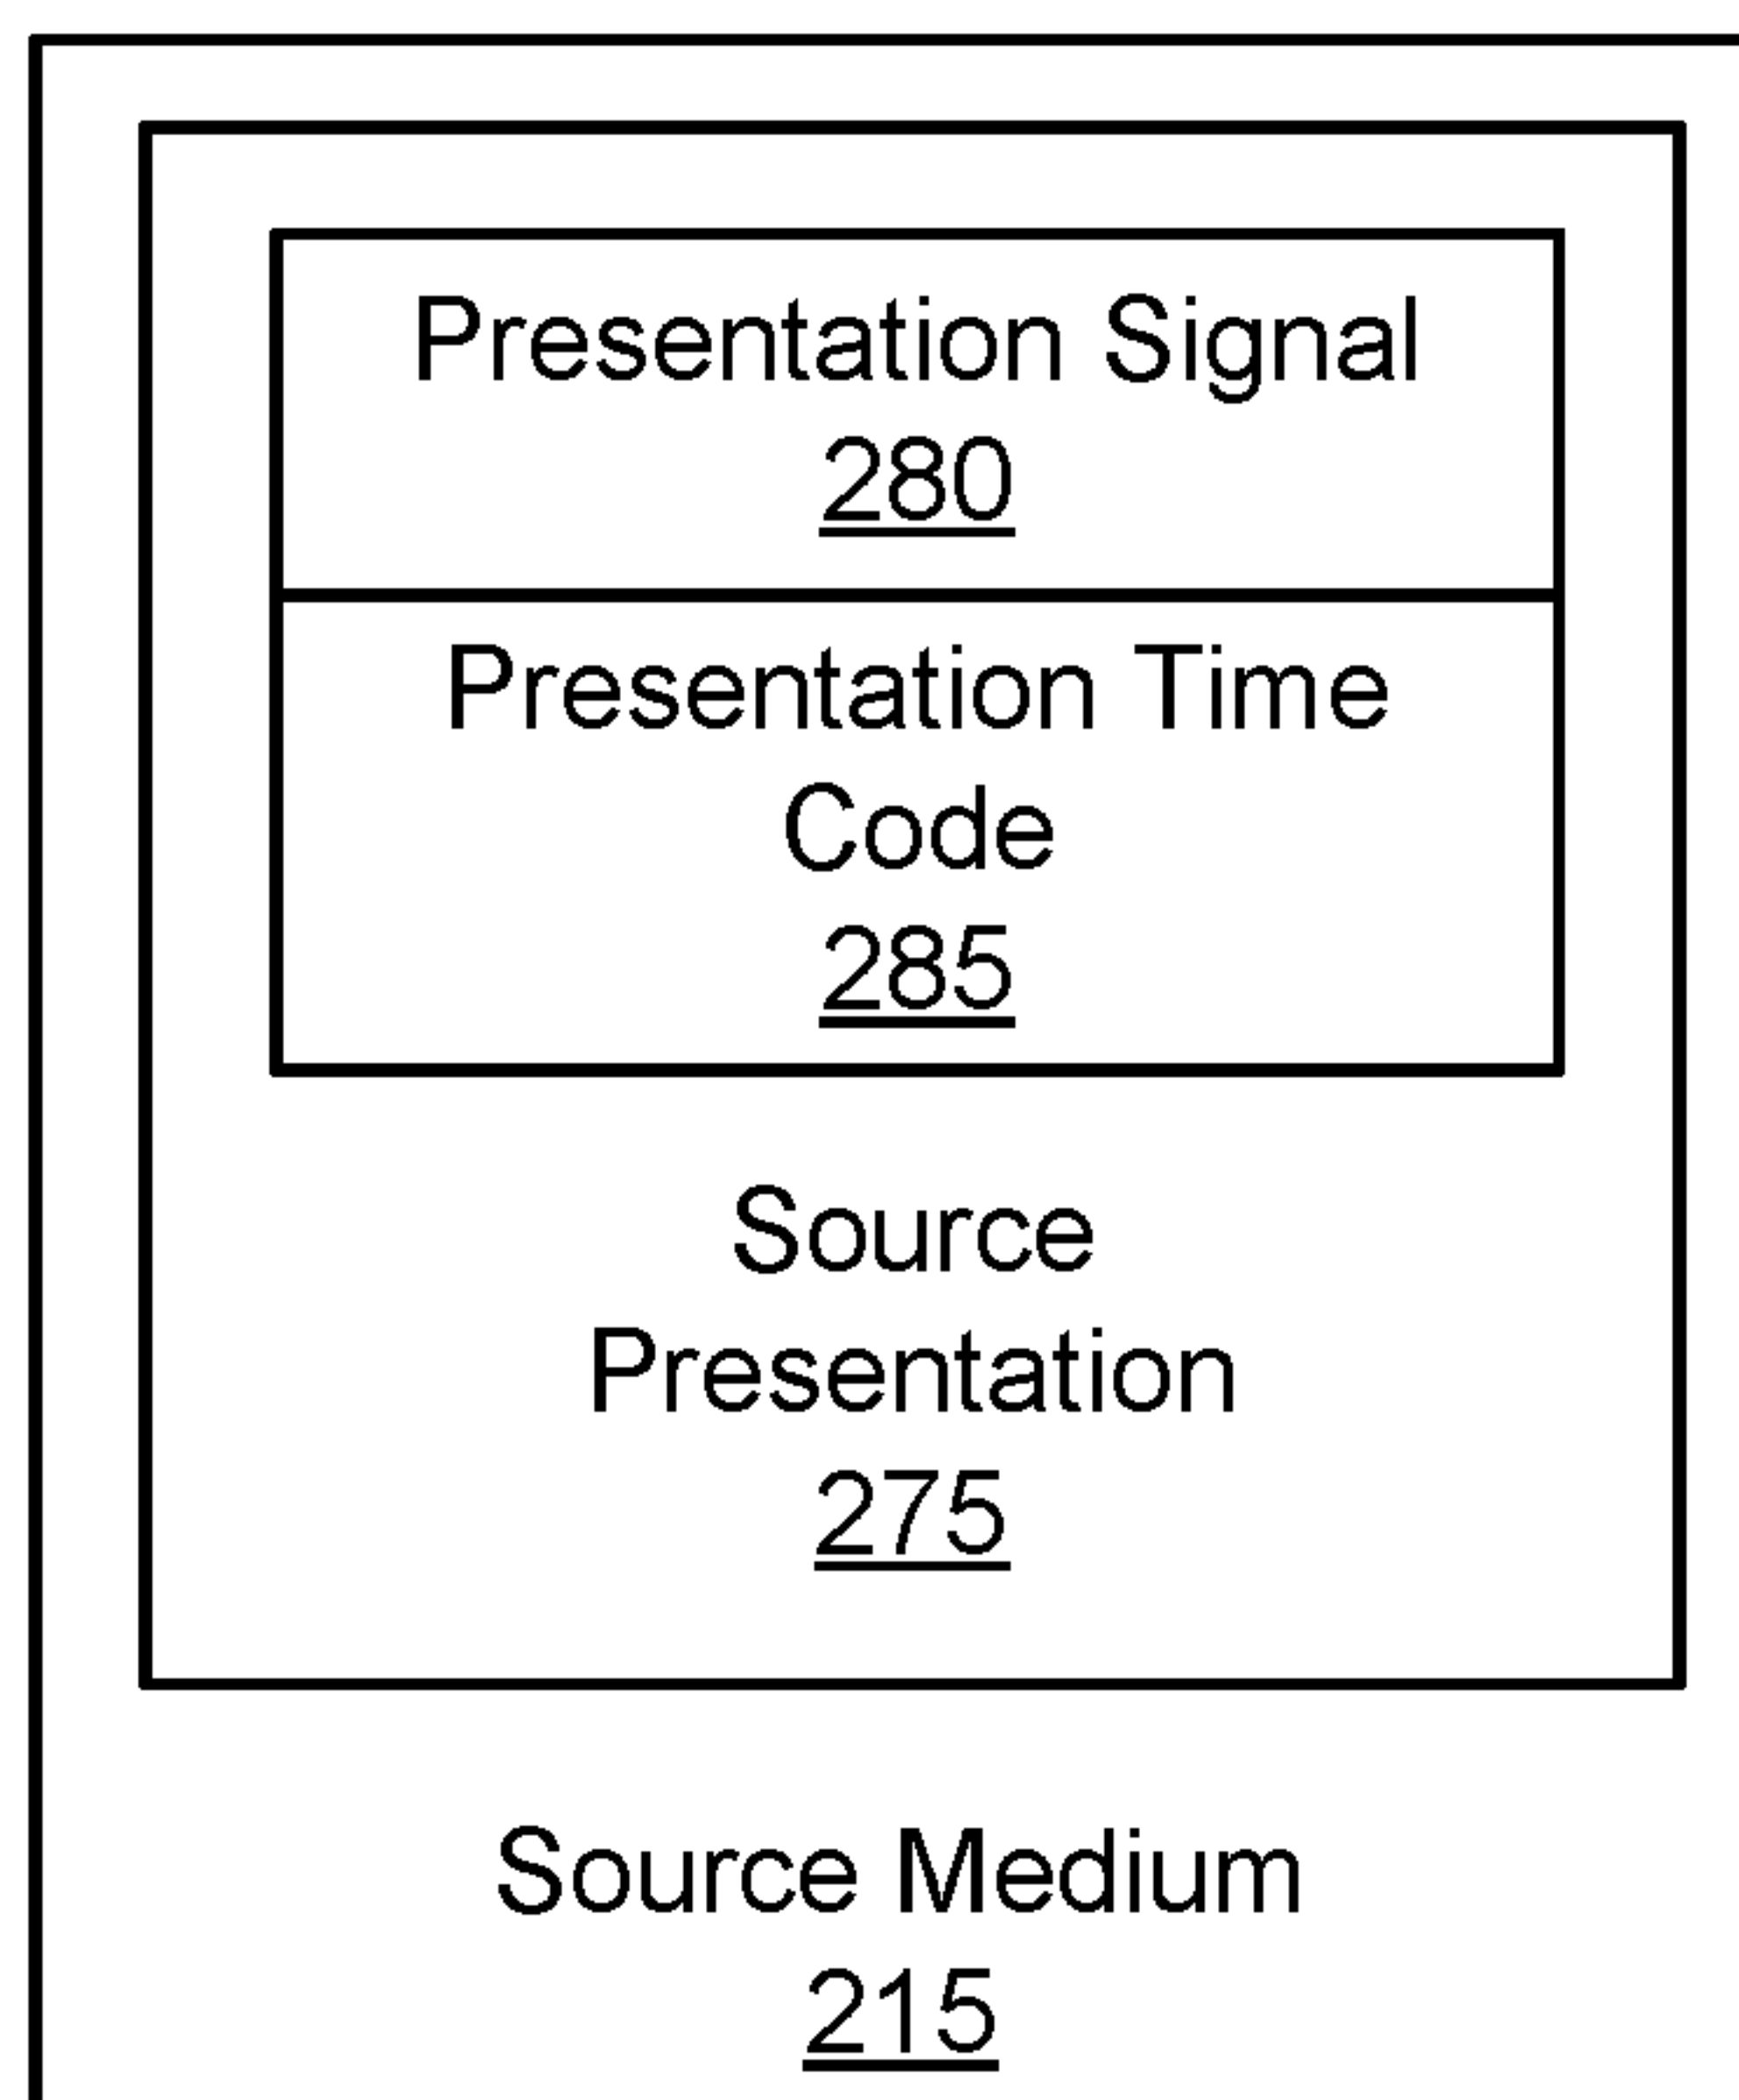 Presentation Signal
280
Presentation Time
Code
285
Source
Presentation
275
Source Medium
215